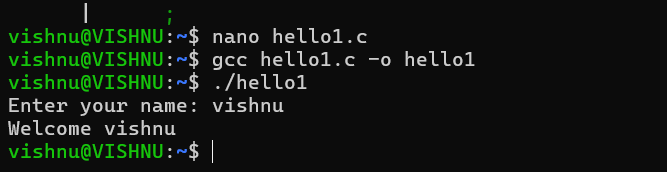 |      ;
vishnu@VISHNU:~$ nano hello1.c
vishnu@VISHNU:~$ gcc hello1.c -o hello1
vishnu@VISHNU:~$ ./hello1
Enter your name: vishnu
Welcome vishnu
vishnu@VISHNU:~$